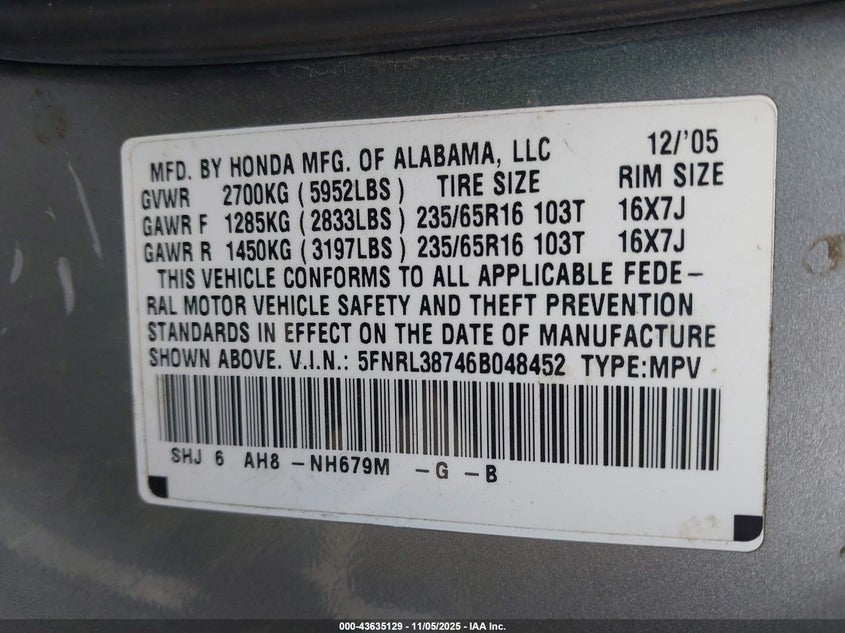 MFD. BY HONDA MFG. OF ALABAMA, LLC 12/'05
GVWR 2700KG (5952LBS) TIRE SIZE RIM SIZE
GAWR F 1285KG (2833LBS) 235/65R16 103T 16X7J
GAWR R 1450KG (3197LBS) 235/65R16 103T 16X7J
THIS VEHICLE CONFORMS TO ALL APPLICABLE FEDE-
RAL MOTOR VEHICLE SAFETY AND THEFT PREVENTION
STANDARDS IN EFFECT ON THE DATE OF MANUFACTURE
SHOWN ABOVE. V.I.N.: 5FNRL38746B048452 TYPE:MPV
SHJ 6 AH8 -NH679M -G -B
000-43635129 - 11/05/2025 - IAA Inc.